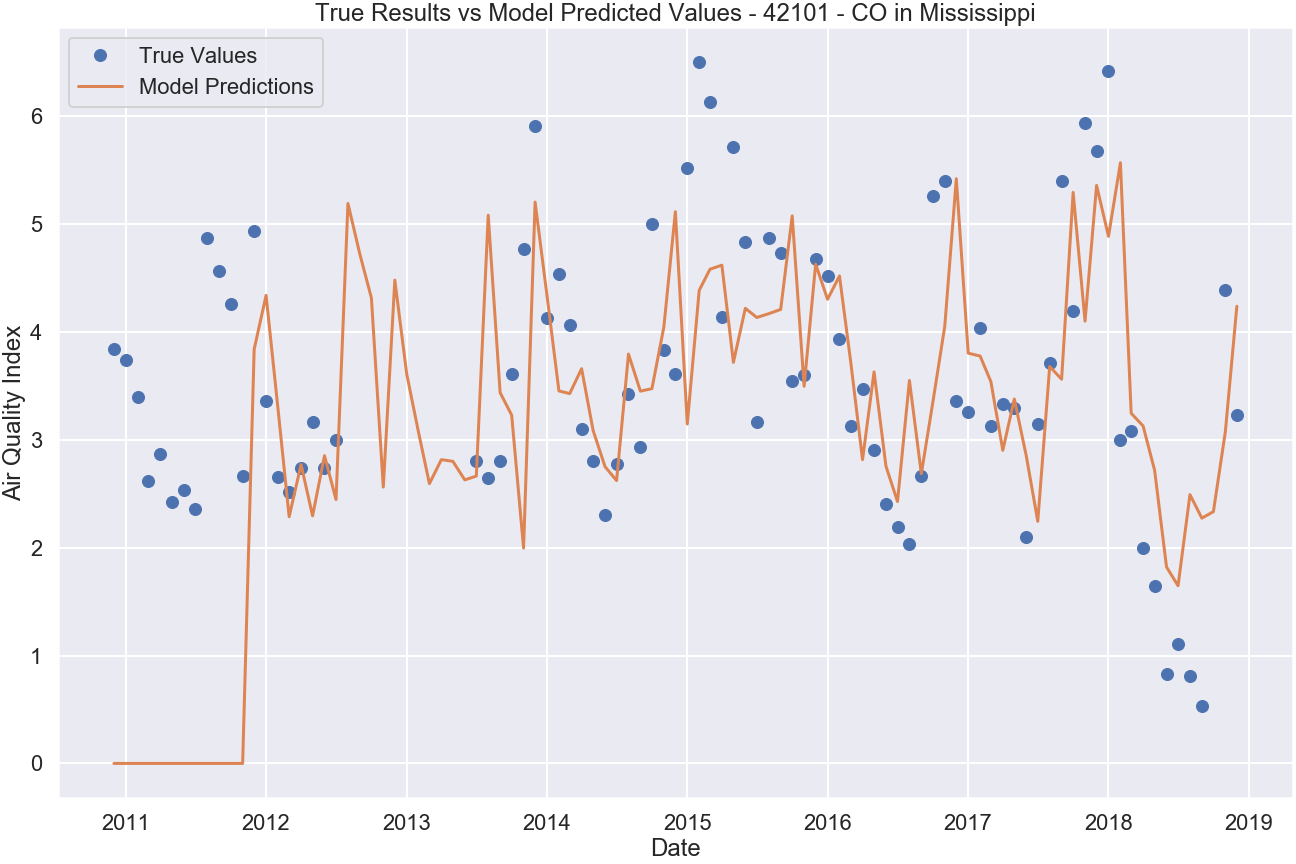 True Results vs Model Predicted Values - 42101 - CO in Mississippi
True Values
Model Predictions
Air Quality Index
6
5
4
3
2
1
0
2011 2012 2013 2014 2015 2016 2017 2018 2019
Date